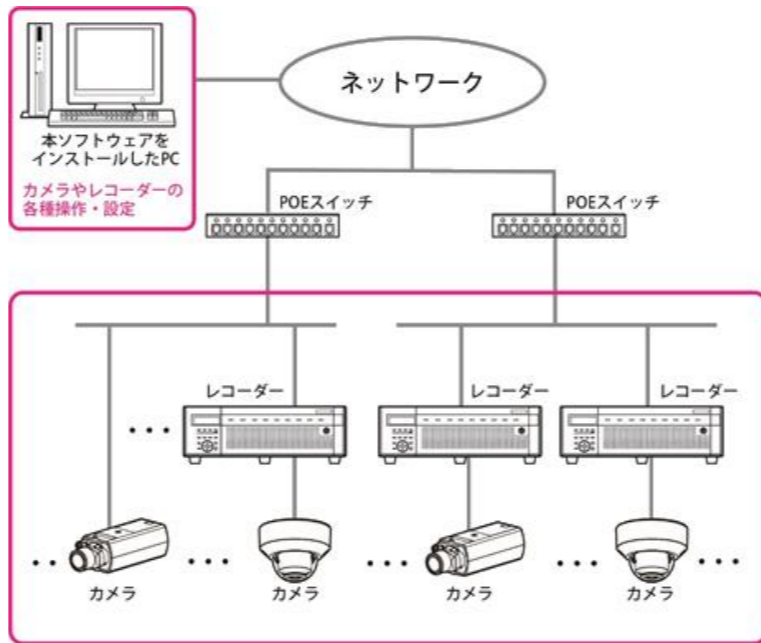 ネットワーク
本ソフトウェアを
インストールしたPC
カメラやレコーダーの
各種操作・設定
POEスイッチ
POEスイッチ
レコーダー
レコーダー
レコーダー
カメラ
カメラ
カメラ
カメラ